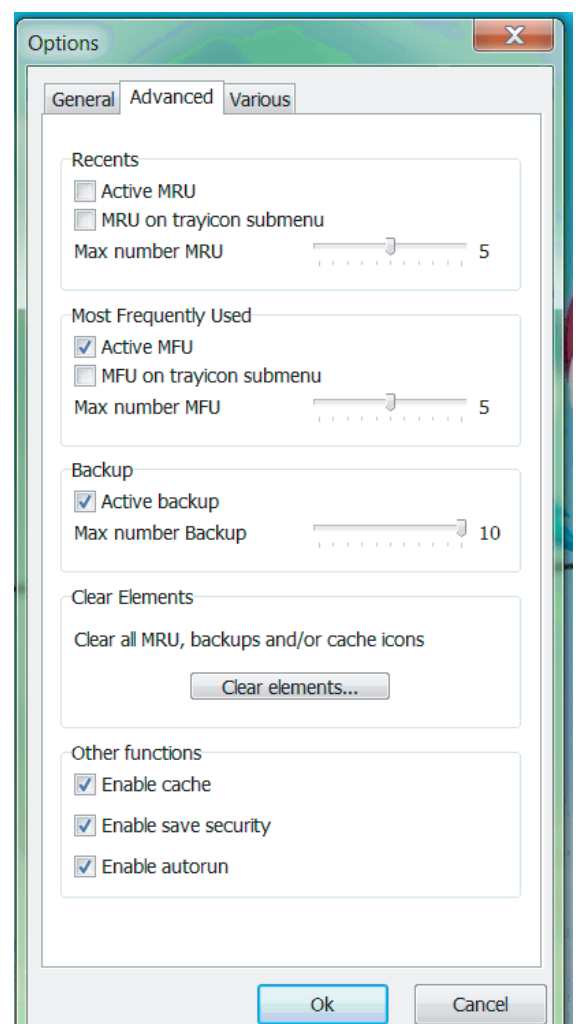 Options
General Advanced Various
Recents
Active MRU
MRU on trayicon submenu
Max number MRU 5
Most Frequently Used
Active MFU
MFU on trayicon submenu
Max number MFU 5
Backup
Active backup
Max number Backup 10
Clear Elements
Clear all MRU, backups and/or cache icons
Clear elements...
Other functions
Enable cache
Enable save security
Enable autorun
Ok Cancel